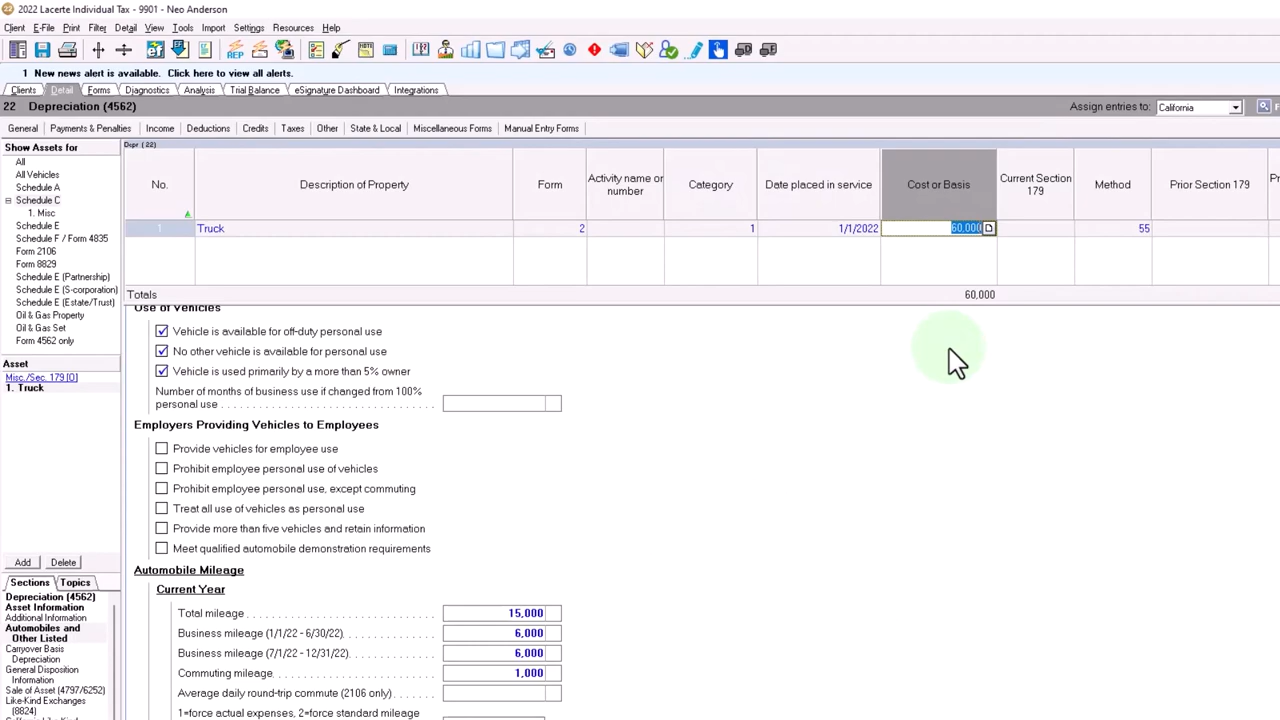 22 2022 Lacerte Individual Tax - 9901 - Neo Anderson
Client E-File Print Filter Detail View Tools Import Settings Resources Help
1 New news alert is available. Click here to view all alerts.
Clients Detail Forms Diagnostics Analysis Trial Balance eSignature Dashboard Integrations
22 Depreciation (4562) Assign entries to: California
General Payments & Penalties Income Deductions Credits Taxes Other State & Local Miscellaneous Forms Manual Entry Forms
Show Assets for
All
All Vehicles
Schedule A
Schedule C
1. Misc
Schedule E
Schedule F / Form 4835
Form 2106
Form 8829
Schedule E (Partnership)
Schedule E (S-corporation)
Schedule E (Estate/Trust)
Oil & Gas Property
Oil & Gas Set
Form 4562 only
Asset
Misc./Sec. 179 [O]
1. Truck
Add Delete
Sections Topics
Depreciation (4562)
Asset Information
Additional Information
Automobiles and
Other Listed
Carryover Basis
Depreciation
General Disposition
Information
Sale of Asset (4797/6252)
Like-Kind Exchanges
(8824)
Depr (22)
No. Description of Property Form Activity name or number Category Date placed in service Cost or Basis Current Section 179 Method Prior Section 179
1 Truck 2 1 1/1/2022 60,000 55
Totals 60,000
Use of Vehicles
Vehicle is available for off-duty personal use
No other vehicle is available for personal use
Vehicle is used primarily by a more than 5% owner
Number of months of business use if changed from 100%
personal use
Employers Providing Vehicles to Employees
Provide vehicles for employee use
Prohibit employee personal use of vehicles
Prohibit employee personal use, except commuting
Treat all use of vehicles as personal use
Provide more than five vehicles and retain information
Meet qualified automobile demonstration requirements
Automobile Mileage
Current Year
Total mileage 15,000
Business mileage (1/1/22 - 6/30/22) 6,000
Business mileage (7/1/22 - 12/31/22) 6,000
Commuting mileage 1,000
Average daily round-trip commute (2106 only)
1=force actual expenses, 2=force standard mileage